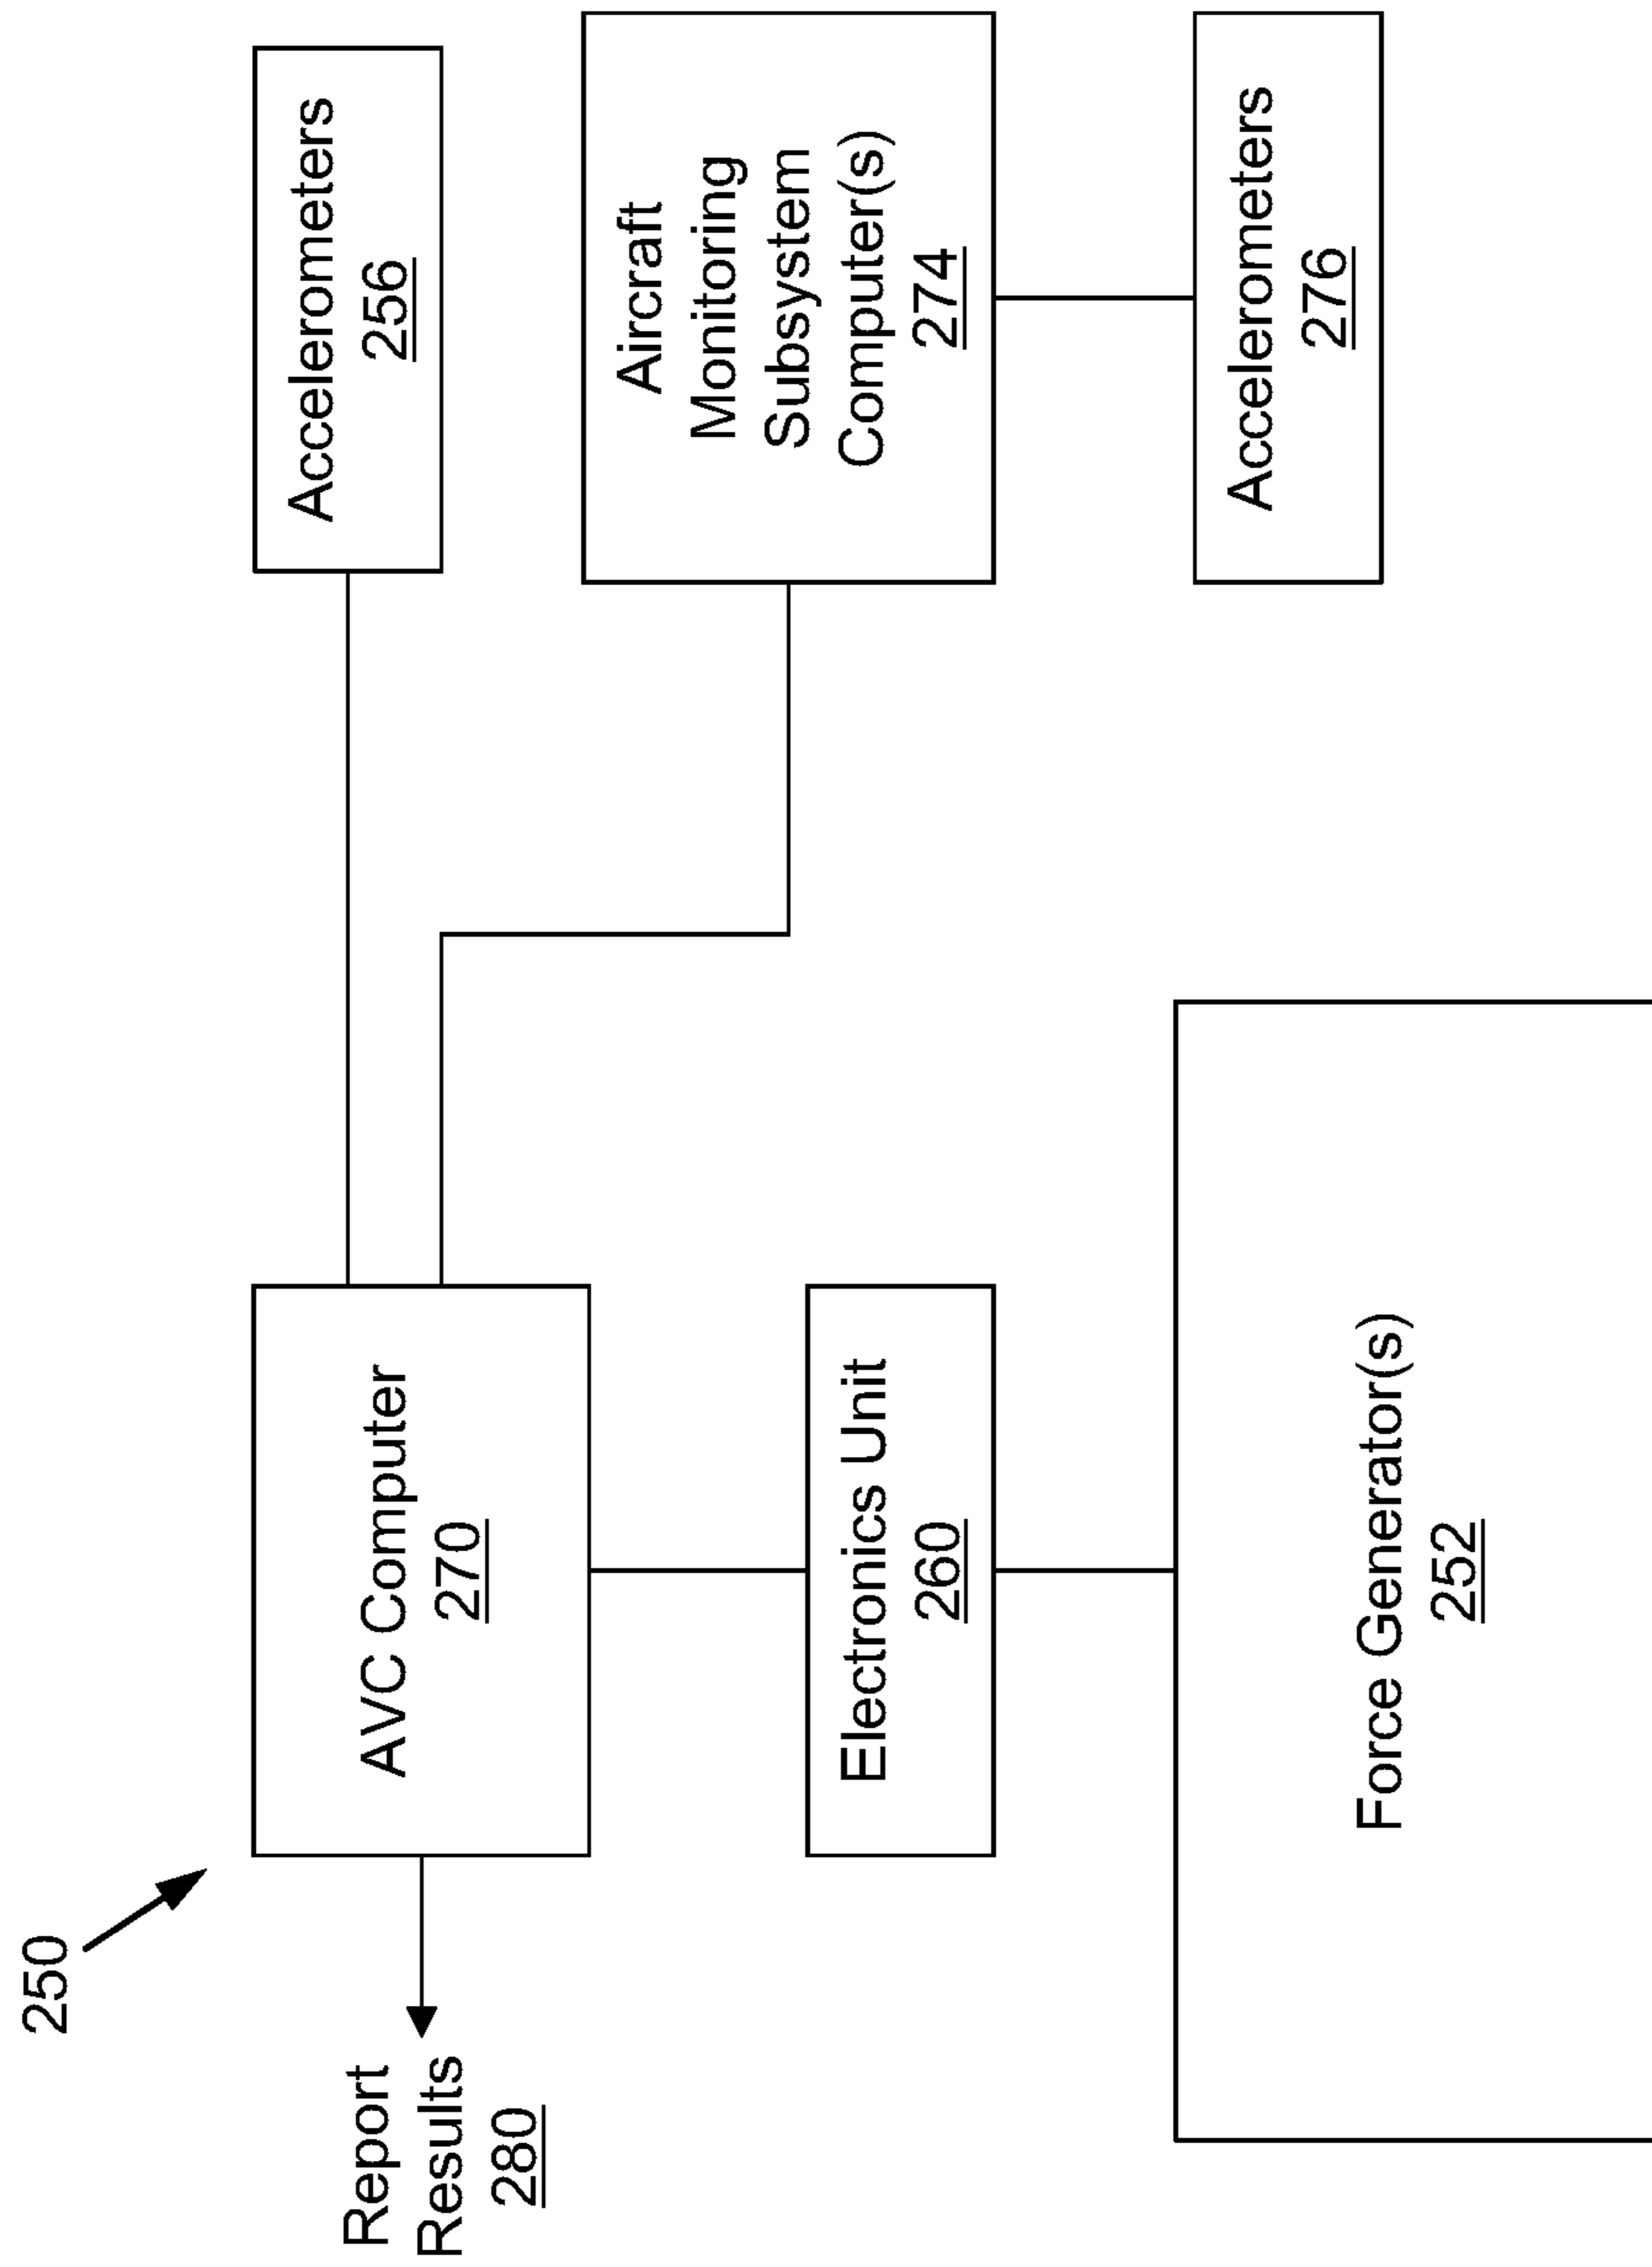 250
Report
Results
280
AVC Computer
270
Accelerometers
256
Electronics Unit
260
Aircraft
Monitoring
Subsystem
Computer(s)
274
Force Generator(s)
252
Accelerometers
276